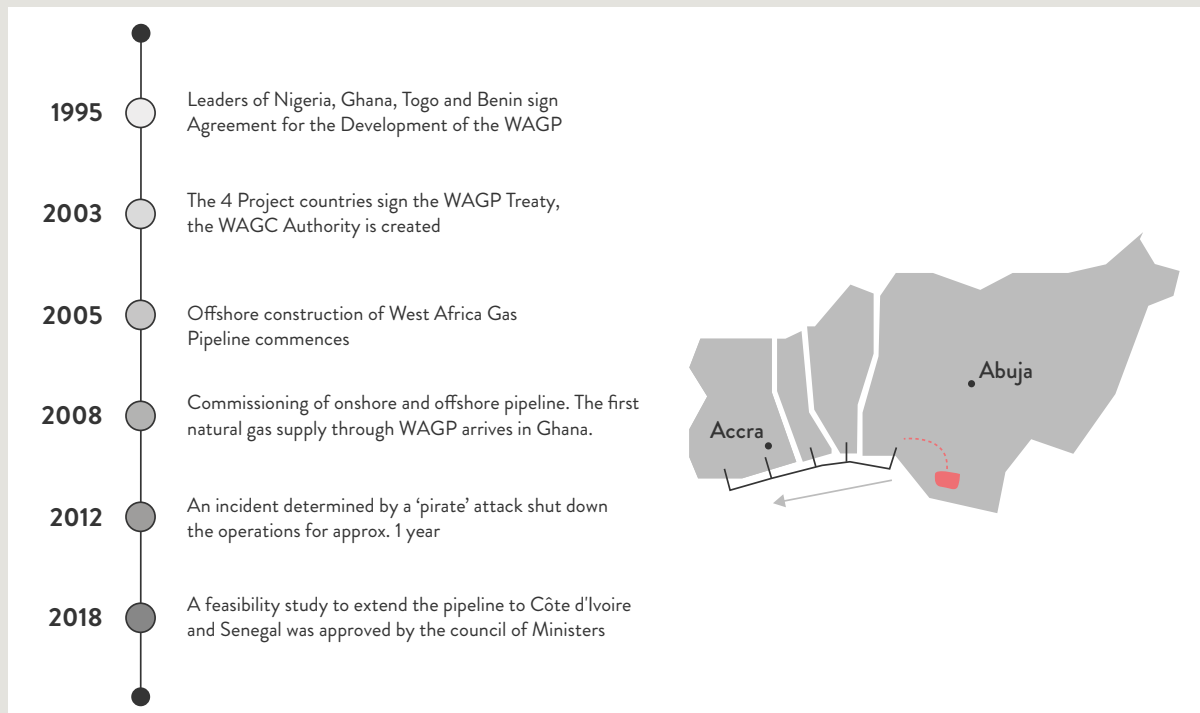 1995
Leaders of Nigeria, Ghana, Togo and Benin sign
Agreement for the Development of the WAGP
2003
The 4 Project countries sign the WAGP Treaty,
the WAGC Authority is created
2005
Offshore construction of West Africa Gas
Pipeline commences
2008
Commissioning of onshore and offshore pipeline. The first
natural gas supply through WAGP arrives in Ghana.
2012
An incident determined by a ‘pirate’ attack shut down
the operations for approx. 1 year
2018
A feasibility study to extend the pipeline to Côte d'Ivoire
and Senegal was approved by the council of Ministers
Abuja
Accra